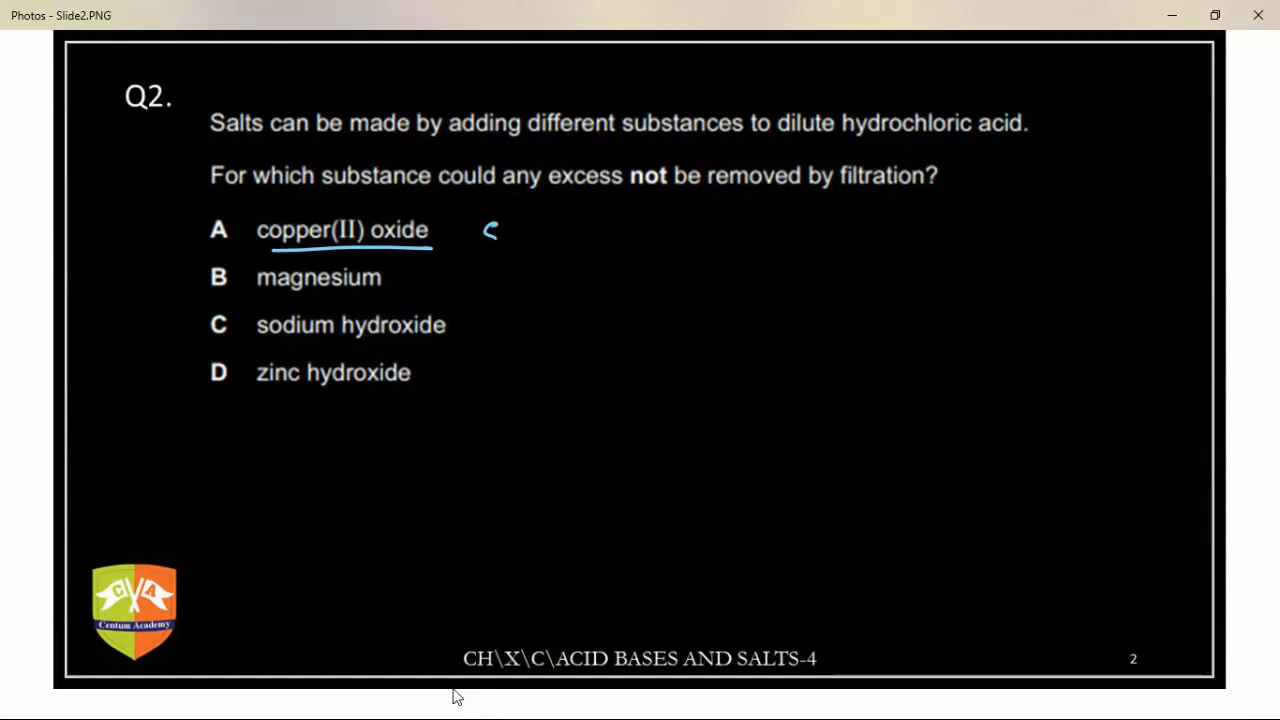 Photos - Slide2.PNG
Q2.
Salts can be made by adding different substances to dilute hydrochloric acid.
For which substance could any excess not be removed by filtration?
A copper(II) oxide C
B magnesium
C sodium hydroxide
D zinc hydroxide
C A
Centum Academy
CH\X\C\ACID BASES AND SALTS-4
2